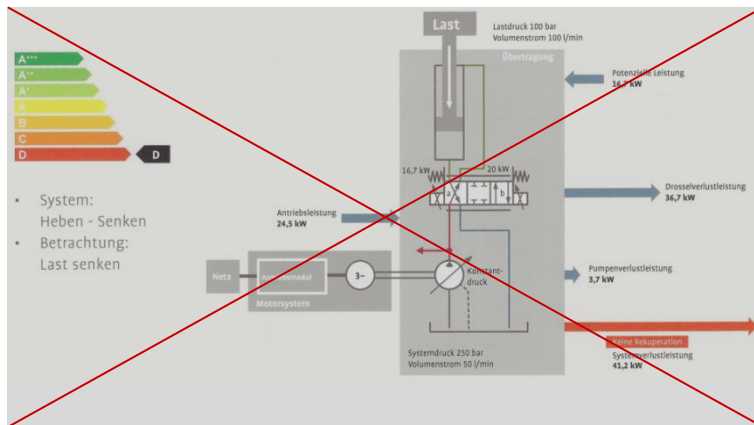 Last
Lastdruck 100 bar
Volumenstrom 100 l/min
Übertragung
A+++
A++
A+
A
B
C
D
D
Potenzielle Leistung
16,7 kW
16,7 kW
20 kW
a
b
Drosselverlustleistung
36,7 kW
• System:
Heben - Senken
• Betrachtung:
Last senken
Antriebsleistung
24,5 kW
Netz
3~
Motorsystem
Konstant-
druck
Pumpenverlustleistung
3,7 kW
Keine Rekuperation
Systemverlustleistung
41,2 kW
Systemdruck 250 bar
Volumenstrom 50 l/min